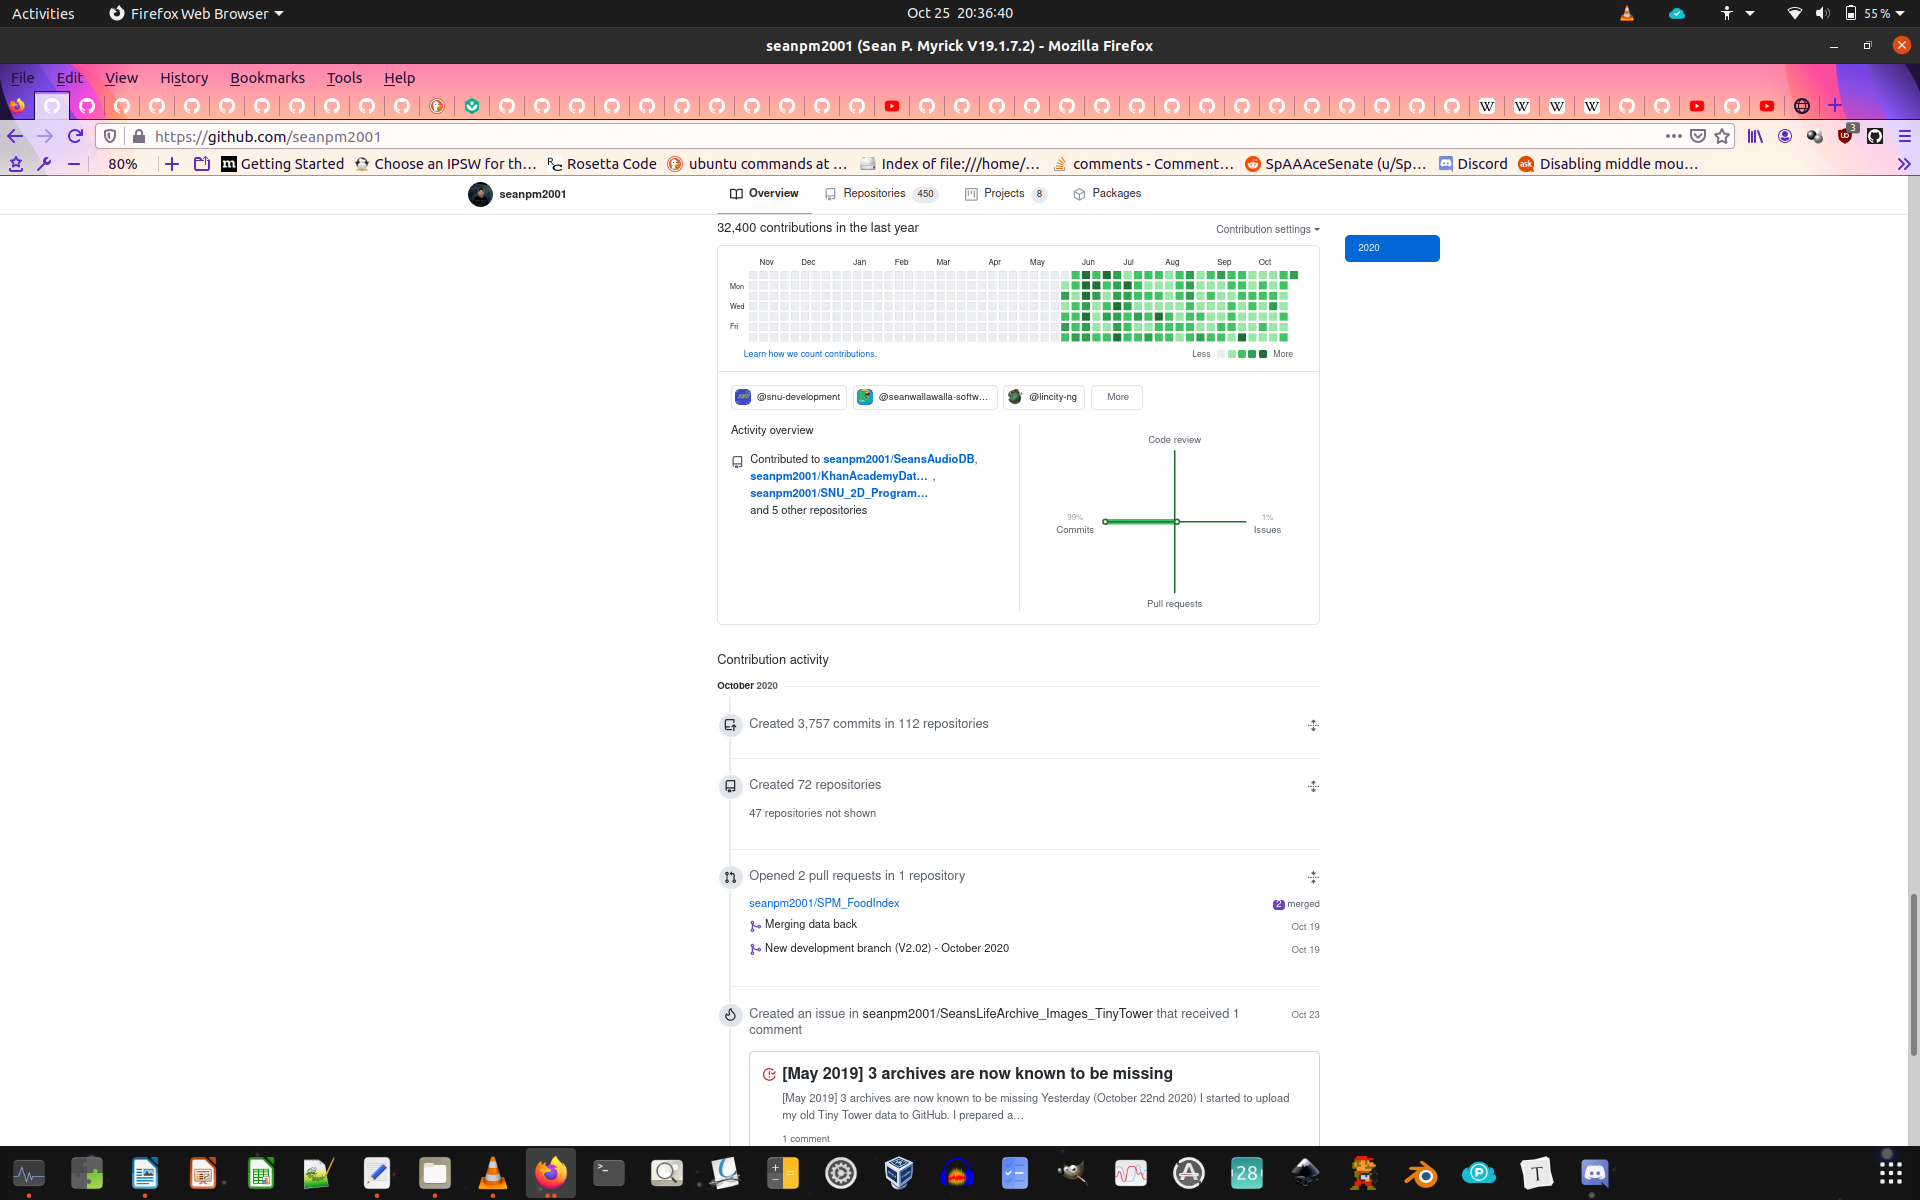 Activities
Firefox Web Browser
Oct 25 20:36:40
55 %
seanpm2001 (Sean P. Myrick V19.1.7.2) - Mozilla Firefox
File Edit View History Bookmarks Tools Help
https://github.com/seanpm2001
3
80%
Getting Started
Choose an IPSW for th…
Rosetta Code
ubuntu commands at …
Index of file:///home/…
comments - Comment…
SpAAAceSenate (u/Sp…
Discord
Disabling middle mou…
seanpm2001
Overview
Repositories 450
Projects 8
Packages
32,400 contributions in the last year
Contribution settings
2020
Nov Dec Jan Feb Mar Apr May Jun Jul Aug Sep Oct
Mon
Wed
Fri
Learn how we count contributions.
Less More
@snu-development
@seanwallawalla-softw…
@lincity-ng
More
Activity overview
Contributed to seanpm2001/SeansAudioDB,
seanpm2001/KhanAcademyDat… ,
seanpm2001/SNU_2D_Program…
and 5 other repositories
Code review
99%
Commits
1%
Issues
Pull requests
Contribution activity
October 2020
Created 3,757 commits in 112 repositories
Created 72 repositories
47 repositories not shown
Opened 2 pull requests in 1 repository
seanpm2001/SPM_FoodIndex
2 merged
Merging data back
Oct 19
New development branch (V2.02) - October 2020
Oct 19
Created an issue in seanpm2001/SeansLifeArchive_Images_TinyTower that received 1
comment
Oct 23
[May 2019] 3 archives are now known to be missing
[May 2019] 3 archives are now known to be missing Yesterday (October 22nd 2020) I started to upload
my old Tiny Tower data to GitHub. I prepared a…
1 comment
28
T